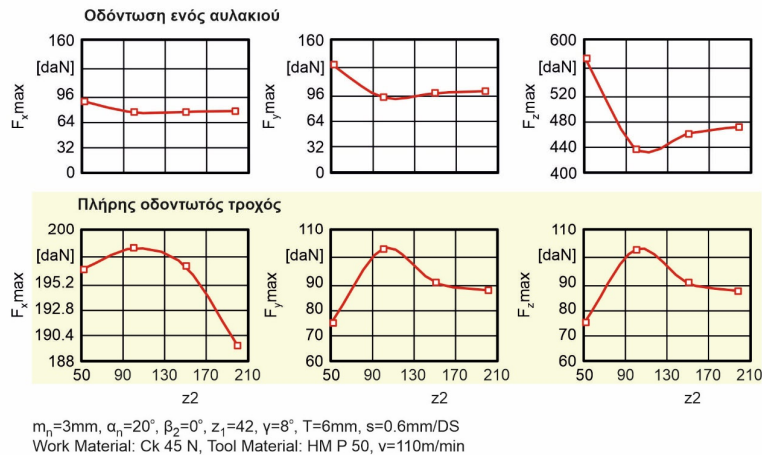 Οδόντωση ενός αυλακιού
160
[daN]
96
64
32
0
Fxmax
160
[daN]
96
64
32
0
Fymax
600
[daN]
520
480
440
400
Fzmax
Πλήρης οδοντωτός τροχός
200
[daN]
195.2
192.8
190.4
188
Fxmax
50 90 130 170 210
z2
110
[daN]
90
80
70
60
Fymax
50 90 130 170 210
z2
110
[daN]
90
80
70
60
Fzmax
50 90 130 170 210
z2
mn=3mm, αn=20°, β2=0°, z1=42, γ=8°, T=6mm, s=0.6mm/DS
Work Material: Ck 45 N, Tool Material: HM P 50, v=110m/min